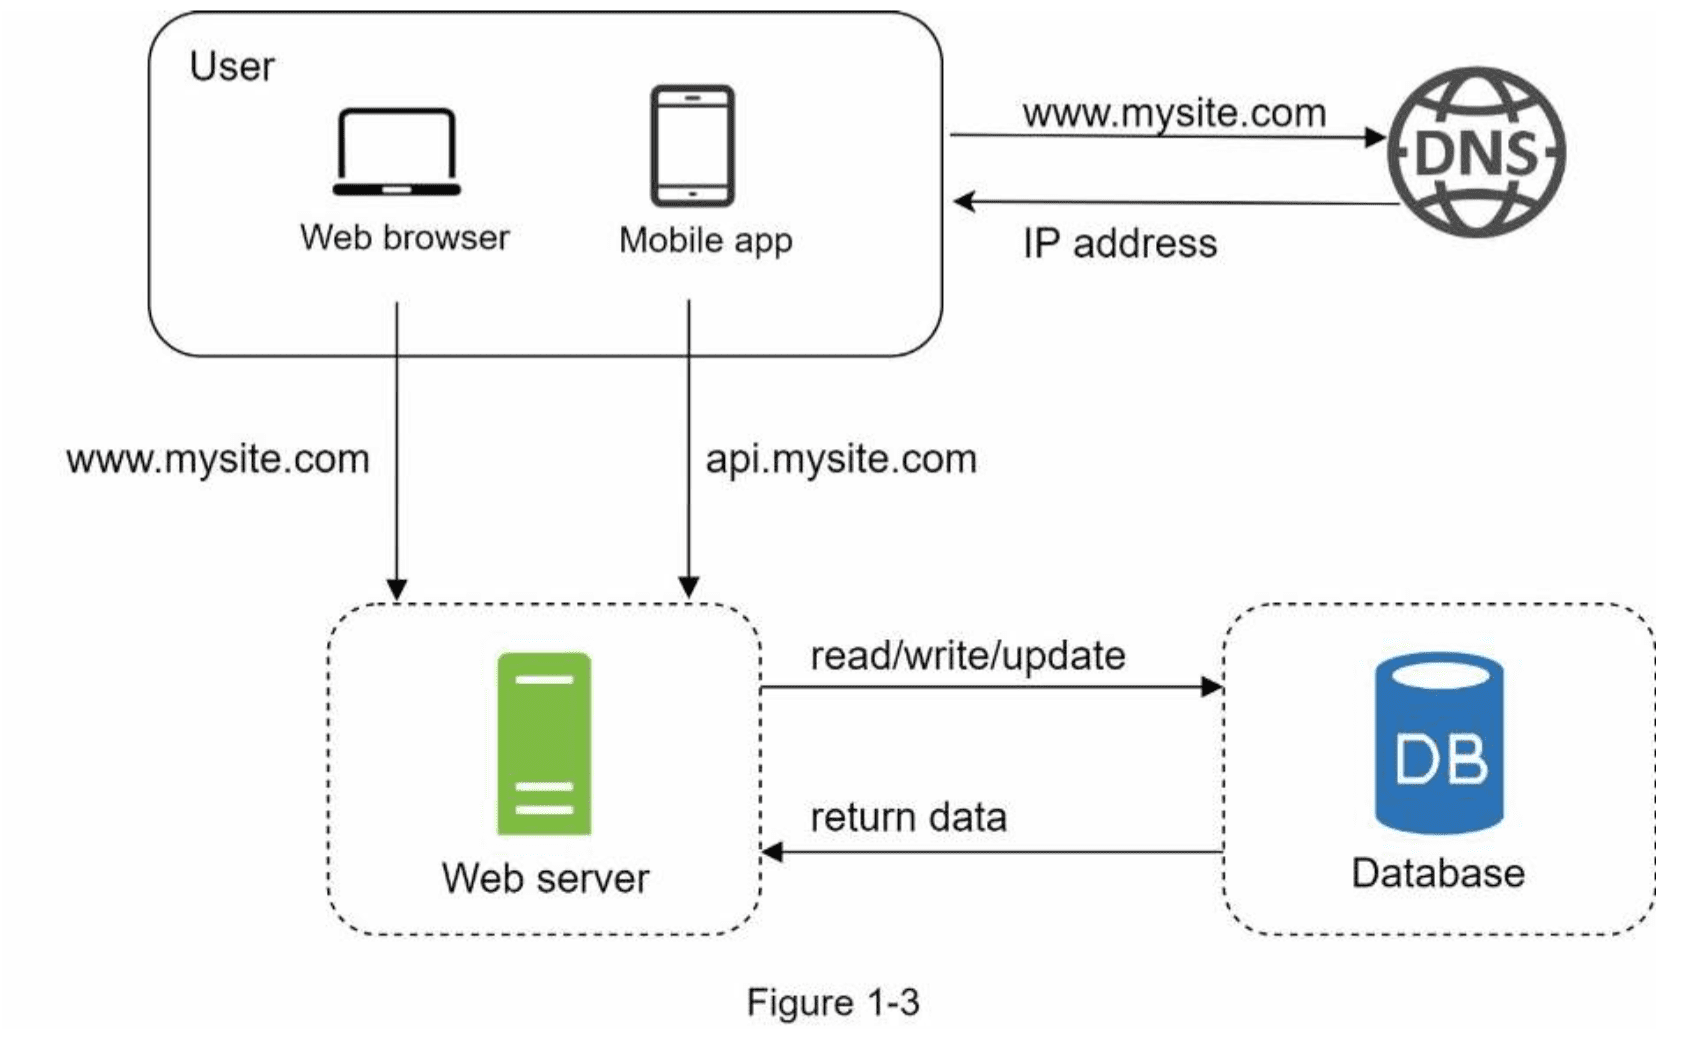 User
www.mysite.com
DNS
Web browser
Mobile app
IP address
www.mysite.com
api.mysite.com
read/write/update
DB
return data
Web server
Database
Figure 1-3